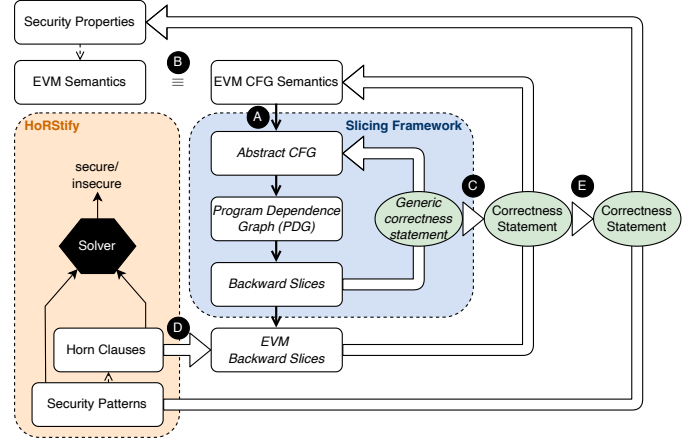 Security Properties
EVM Semantics
B
≡
EVM CFG Semantics
HoRStify
A
Slicing Framework
Abstract CFG
secure/
insecure
Program Dependence
Graph (PDG)
Generic
correctness
statement
C
Correctness
Statement
E
Correctness
Statement
Solver
Backward Slices
D
Horn Clauses
EVM
Backward Slices
Security Patterns